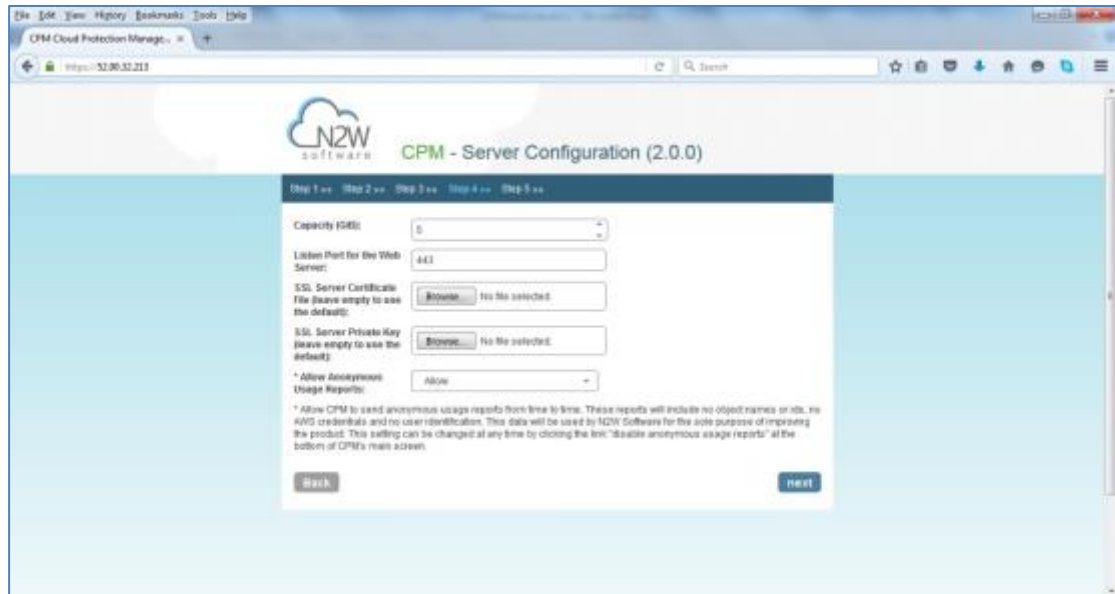 File Edit View History Bookmarks Tools Help
CPM Cloud Protection Manage... × +
https://52.00.32.213
Search
N2W
software
CPM - Server Configuration (2.0.0)
Step 1 »» Step 2 »» Step 3 »» Step 4 »» Step 5 »»
Capacity (GiB):
5
Listen Port for the Web
Server:
443
SSL Server Certificate
File (leave empty to use
the default):
Browse... No file selected.
SSL Server Private Key
(leave empty to use the
default):
Browse... No file selected.
* Allow Anonymous
Usage Reports:
Allow
* Allow CPM to send anonymous usage reports from time to time. These reports will include no object names or ids, no
AWS credentials and no user identification. This data will be used by N2W Software for the sole purpose of improving
the product. This setting can be changed at any time by clicking the link "disable anonymous usage reports" at the
bottom of CPM's main screen.
Back
next